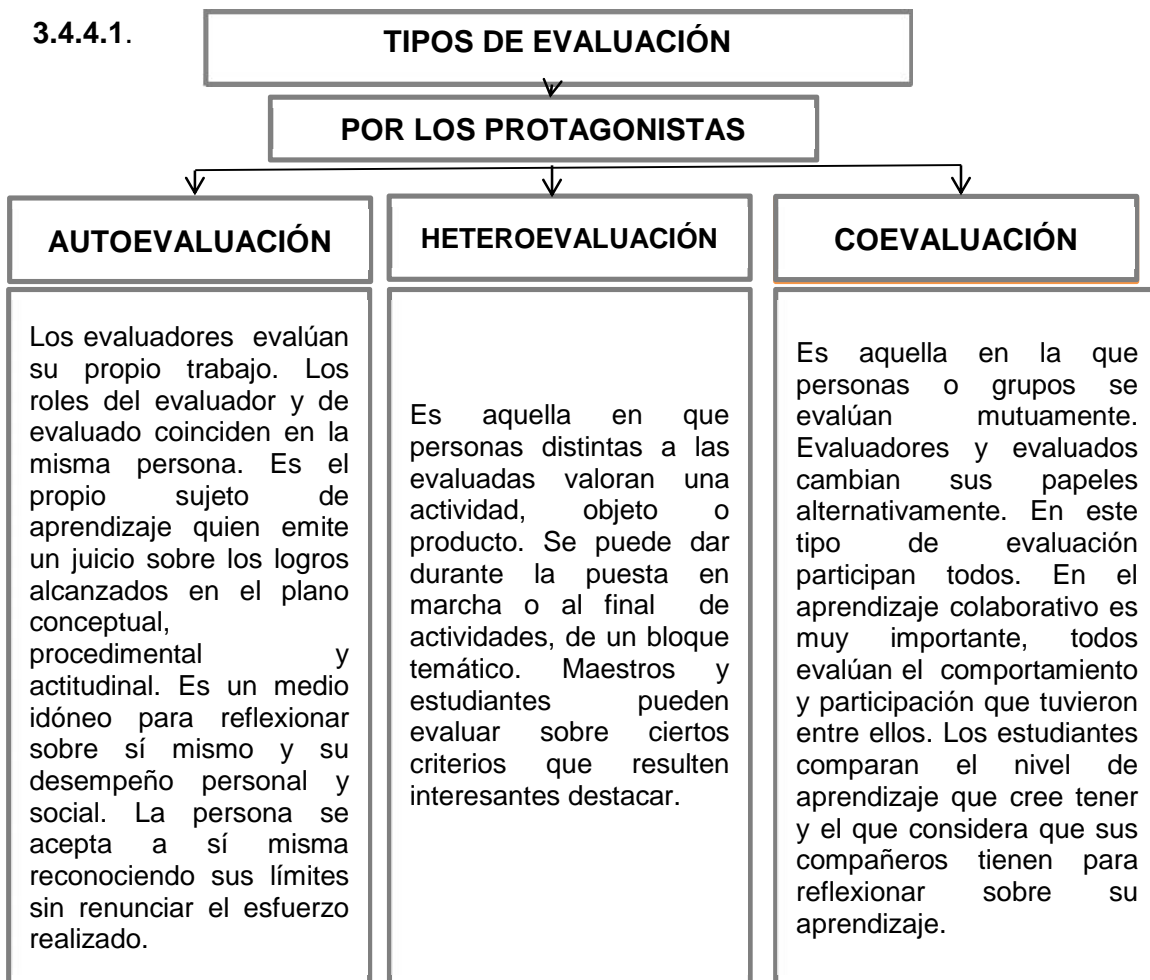 3.4.4.1.
TIPOS DE EVALUACIÓN
POR LOS PROTAGONISTAS
AUTOEVALUACIÓN
Los evaluadores evalúan
su propio trabajo. Los
roles del evaluador y de
evaluado coinciden en la
misma persona. Es el
propio sujeto de
aprendizaje quien emite
un juicio sobre los logros
alcanzados en el plano
conceptual,
procedimental y
actitudinal. Es un medio
idóneo para reflexionar
sobre sí mismo y su
desempeño personal y
social. La persona se
acepta a sí misma
reconociendo sus límites
sin renunciar el esfuerzo
realizado.
HETEROEVALUACIÓN
Es aquella en que
personas distintas a las
evaluadas valoran una
actividad, objeto o
producto. Se puede dar
durante la puesta en
marcha o al final de
actividades, de un bloque
temático. Maestros y
estudiantes pueden
evaluar sobre ciertos
criterios que resulten
interesantes destacar.
COEVALUACIÓN
Es aquella en la que
personas o grupos se
evalúan mutuamente.
Evaluadores y evaluados
cambian sus papeles
alternativamente. En este
tipo de evaluación
participan todos. En el
aprendizaje colaborativo es
muy importante, todos
evalúan el comportamiento
y participación que tuvieron
entre ellos. Los estudiantes
comparan el nivel de
aprendizaje que cree tener
y el que considera que sus
compañeros tienen para
reflexionar sobre su
aprendizaje.